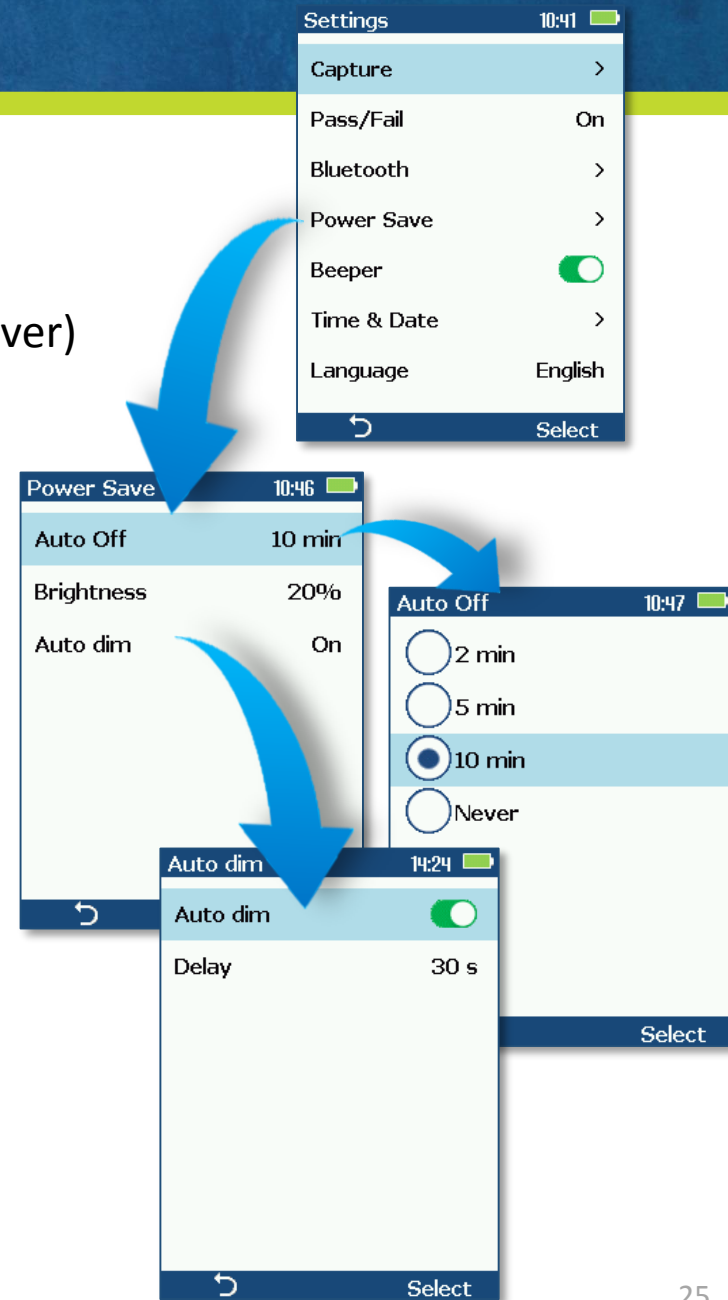 Settings 10:41
Capture >
Pass/Fail On
Bluetooth >
Power Save >
Beeper
Time & Date >
Language English
Select
ver)
Power Save 10:46
Auto Off 10 min
Brightness 20%
Auto dim On
Auto Off 10:47
2 min
5 min
10 min
Never
Select
Auto dim 14:24
Auto dim
Delay 30 s
Select
25